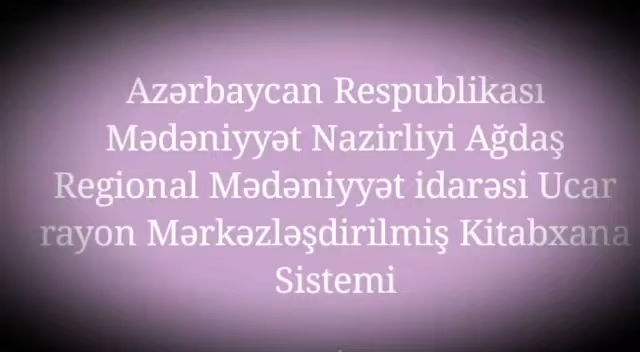 Azərbaycan Respublikası
Mədəniyyət Nazirliyi Ağdaş
Regional Mədəniyyət idarəsi Ucar
rayon Mərkəzləşdirilmiş Kitabxana
Sistemi